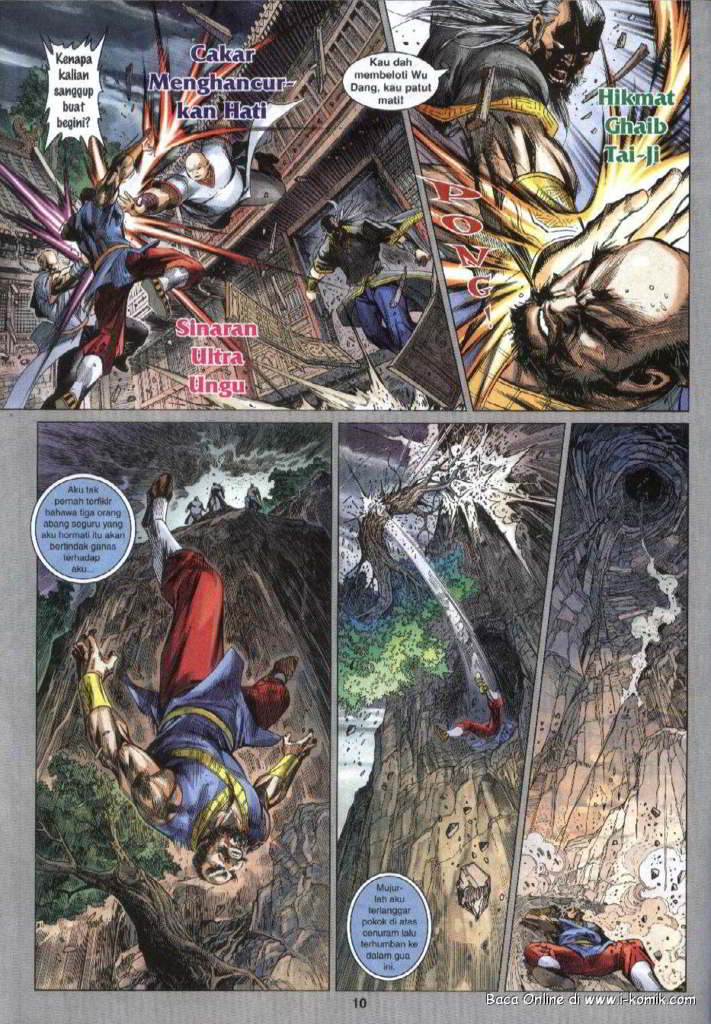 Kenapa
kalian
sanggup
buat
begini?
Cakar
Menghancur-
kan Hati
Sinaran
Ultra
Ungu
Kau dah
membeloti Wu
Dang, kau patut
mati!
Hikmat
Ghaib
Tai-Ji
PONG!
Aku tak
pernah terfikir
bahawa tiga orang
abang seguru yang
aku hormati itu akan
bertindak ganas
terhadap
aku...
Mujur-
lah aku
terlanggar
pokok di atas
cenuram lalu
terhumban ke
dalam gua
ini.
10
Baca Online di www.i-komik.com